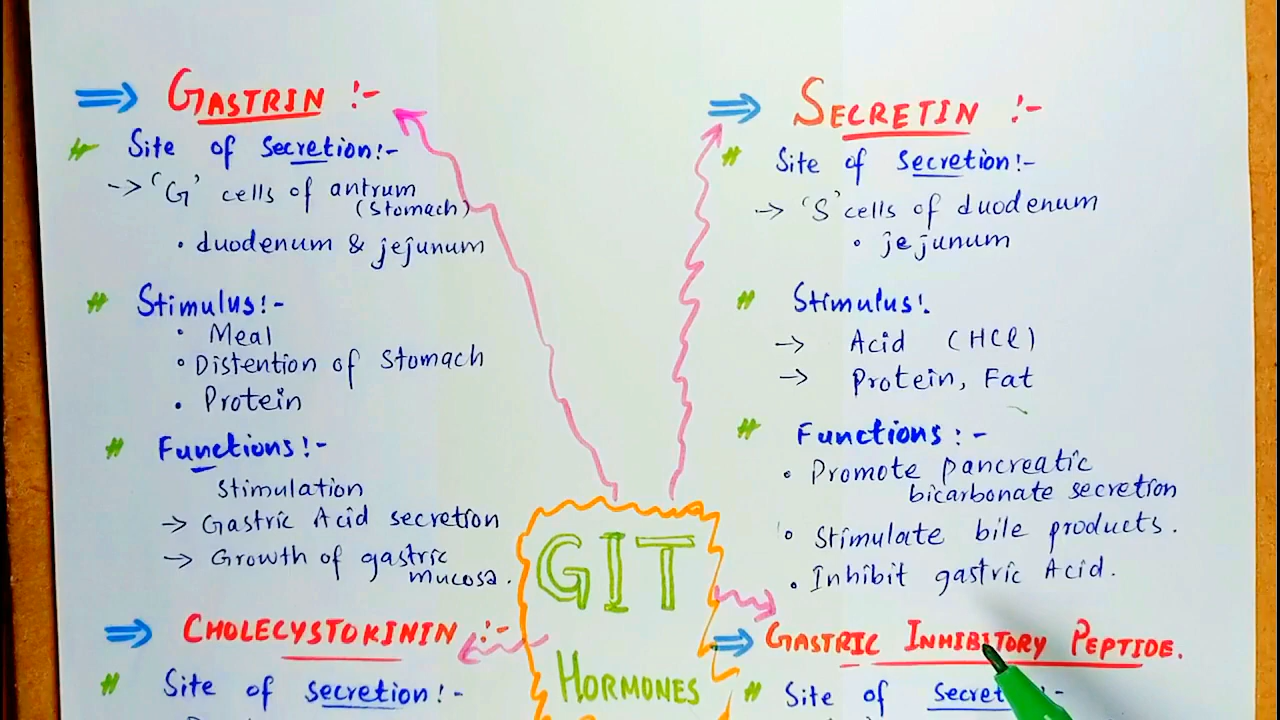 ⇒ GASTRIN :-
# Site of Secretion:-
-> 'G' cells of antrum
(Stomach)
• duodenum & jejunum
# Stimulus:-
• Meal
• Distention of Stomach
• Protein
# Functions:-
Stimulation
→ Gastric Acid secretion
→ Growth of gastric
mucosa.
⇒ CHOLECYSTOKININ :-
# Site of secretion:-
⇒ SECRETIN :-
# Site of secretion:-
-> 'S' cells of duodenum
• jejunum
# Stimulus:
-> Acid (HCl)
-> Protein, Fat
# Functions:-
• Promote pancreatic
bicarbonate secretion
• Stimulate bile products.
• Inhibit gastric Acid.
⇒ GASTRIC INHIBITORY PEPTIDE.
# Site of
GIT
HORMONES